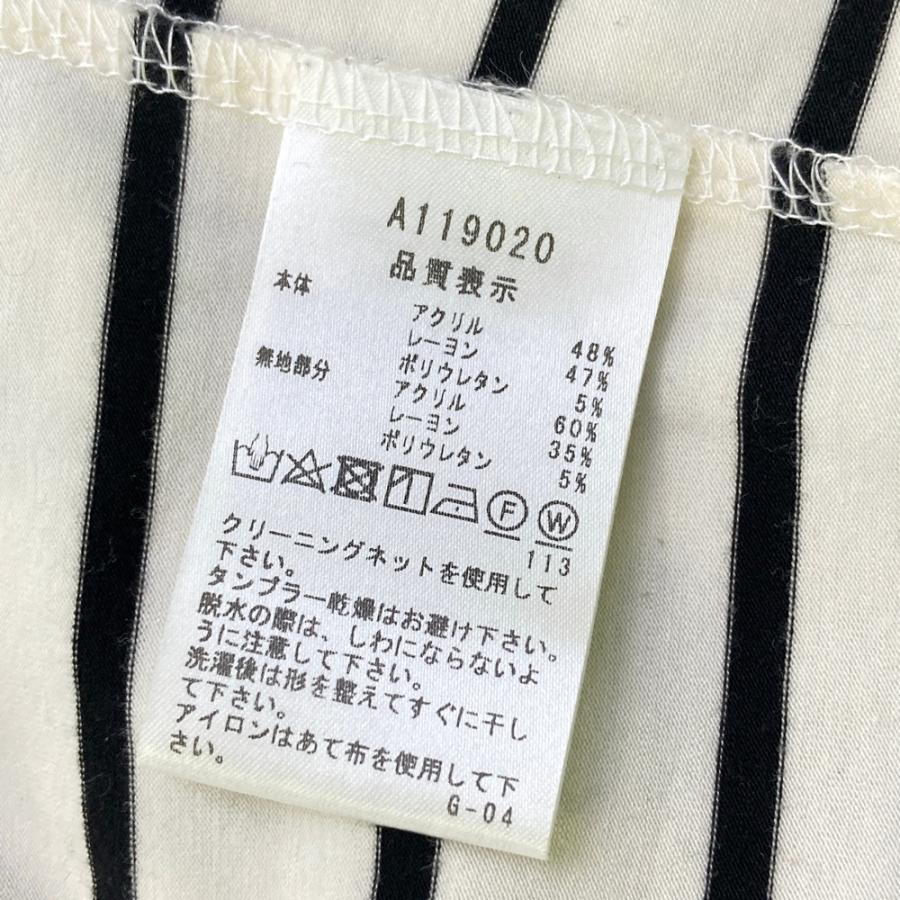 A119020
品質表示
本体 アクリル 48%
レーヨン 47%
ポリウレタン 5%
無地部分 アクリル 60%
レーヨン 35%
ポリウレタン 5%
F W
113
クリーニングネットを使用して
下さい。
タンブラー乾燥はお避け下さい。
脱水の際は、しわにならないよ
うに注意して下さい。
洗濯後は形を整えてすぐに干し
て下さい。
アイロンはあて布を使用して下
さい。
G-04